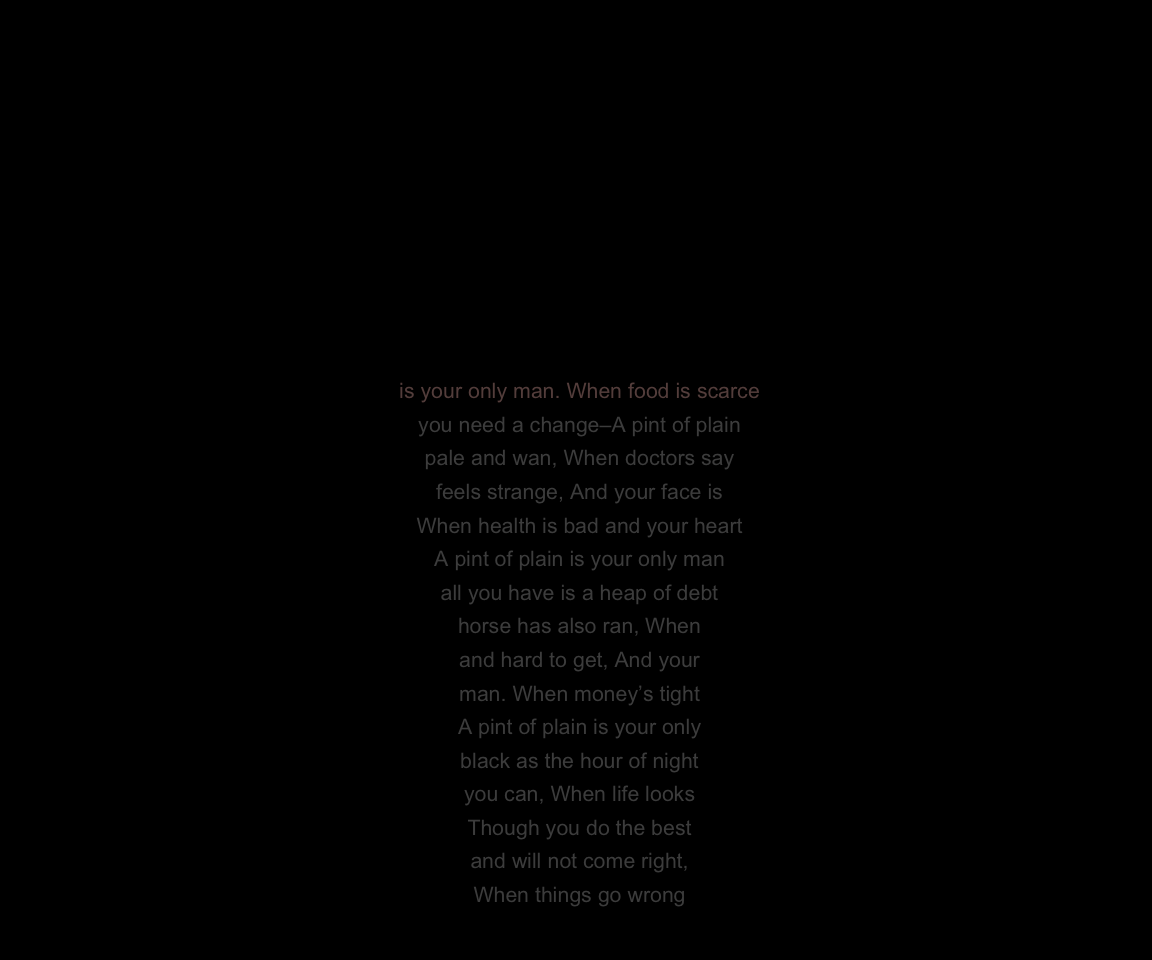 is your only man. When food is scarce
you need a change–A pint of plain
pale and wan, When doctors say
feels strange, And your face is
When health is bad and your heart
A pint of plain is your only man
all you have is a heap of debt
horse has also ran, When
and hard to get, And your
man. When money’s tight
A pint of plain is your only
black as the hour of night
you can, When life looks
Though you do the best
and will not come right,
When things go wrong